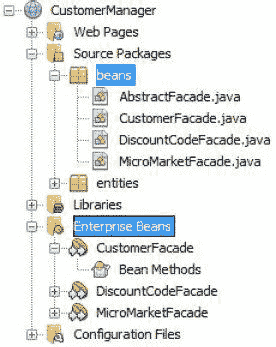 CustomerManager
Web Pages
Source Packages
beans
AbstractFacade.java
CustomerFacade.java
DiscountCodeFacade.java
MicroMarketFacade.java
entities
Libraries
Enterprise Beans
CustomerFacade
Bean Methods
DiscountCodeFacade
MicroMarketFacade
Configuration Files